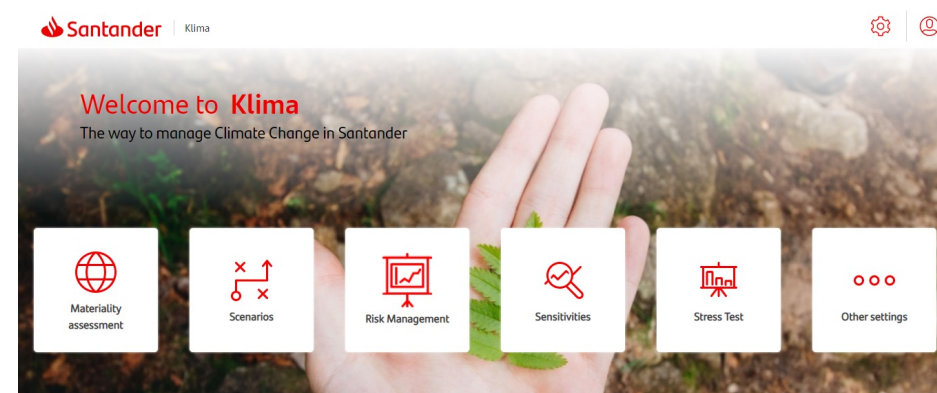 Santander Klima
Welcome to Klima
The way to manage Climate Change in Santander
Materiality
assessment
Scenarios
Risk Management
Sensitivities
Stress Test
Other settings